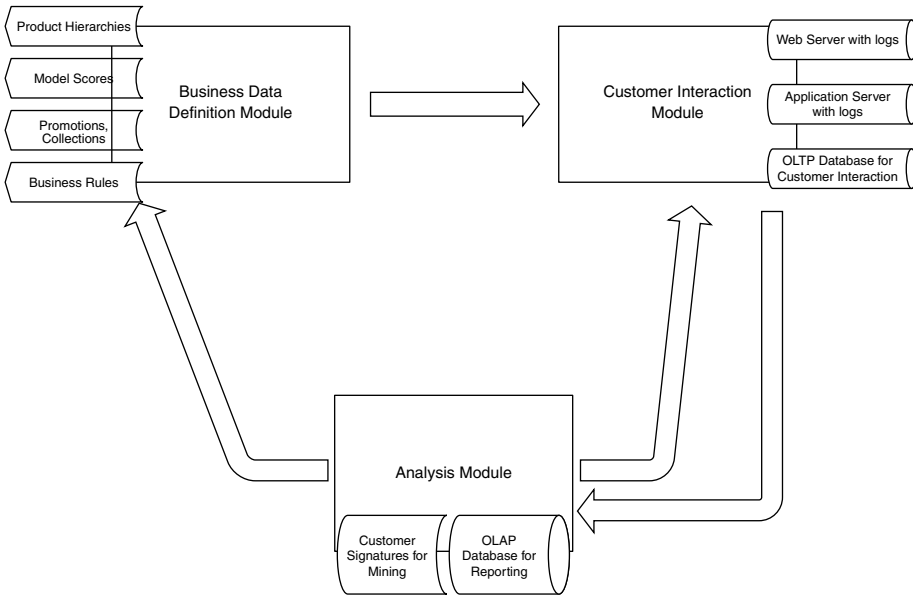 Product Hierarchies
Model Scores
Promotions,
Collections
Business Rules
Business Data
Definition Module
Customer Interaction
Module
Web Server with logs
Application Server
with logs
OLTP Database for
Customer Interaction
Analysis Module
Customer
Signatures for
Mining
OLAP
Database for
Reporting